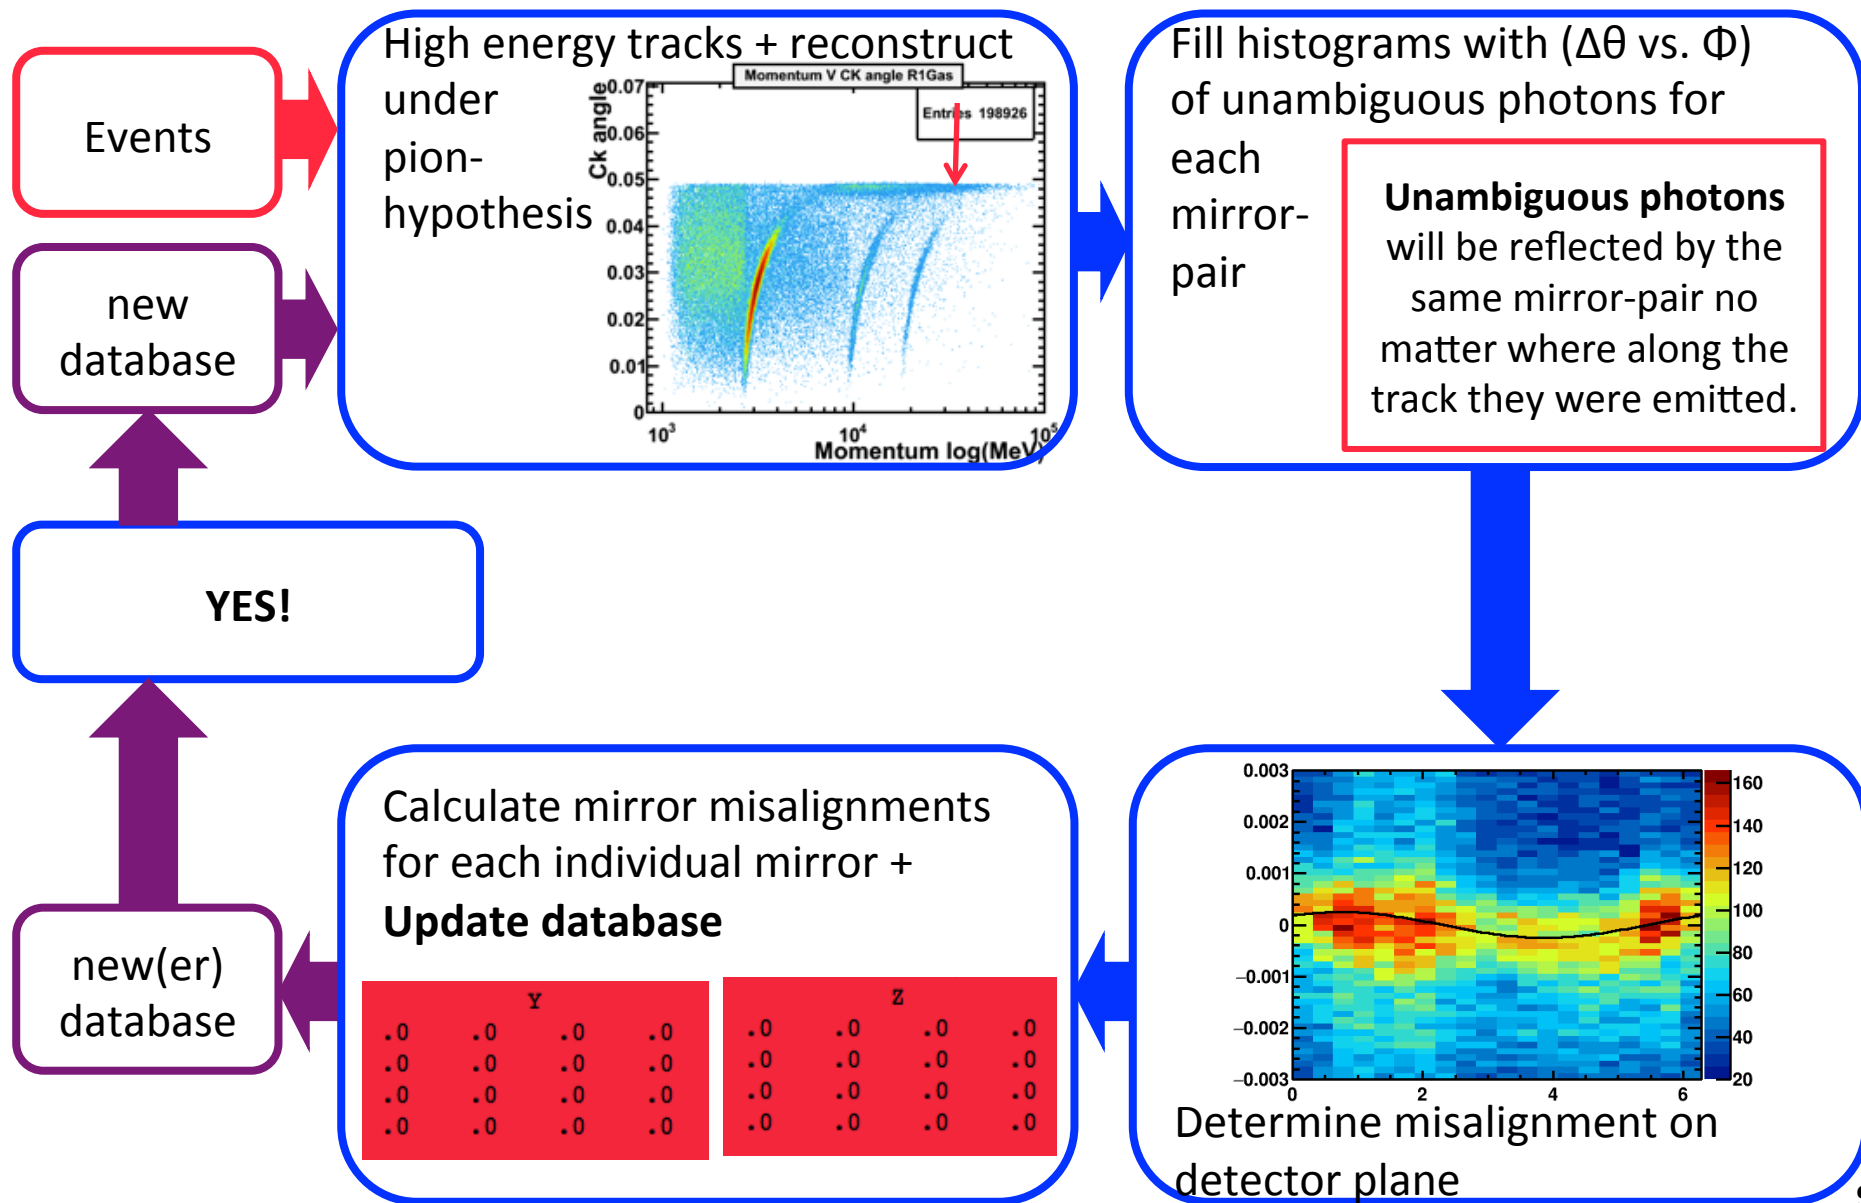 Events
new
database
YES!
new(er)
database
High energy tracks + reconstruct
under
pion-
hypothesis
Momentum V CK angle R1Gas
Entries 198926
Ck angle
0.07
0.06
0.05
0.04
0.03
0.02
0.01
0
10³
10⁴
10⁵
Momentum log(MeV)
Fill histograms with (Δθ vs. Φ)
of unambiguous photons for
each
mirror-
pair
Unambiguous photons
will be reflected by the
same mirror-pair no
matter where along the
track they were emitted.
0.003
0.002
0.001
0
−0.001
−0.002
−0.003
0 2 4 6
160
140
120
100
80
60
40
20
Determine misalignment on
detector plane
Calculate mirror misalignments
for each individual mirror +
Update database
Y
.0 .0 .0 .0
.0 .0 .0 .0
.0 .0 .0 .0
.0 .0 .0 .0
Z
.0 .0 .0 .0
.0 .0 .0 .0
.0 .0 .0 .0
.0 .0 .0 .0